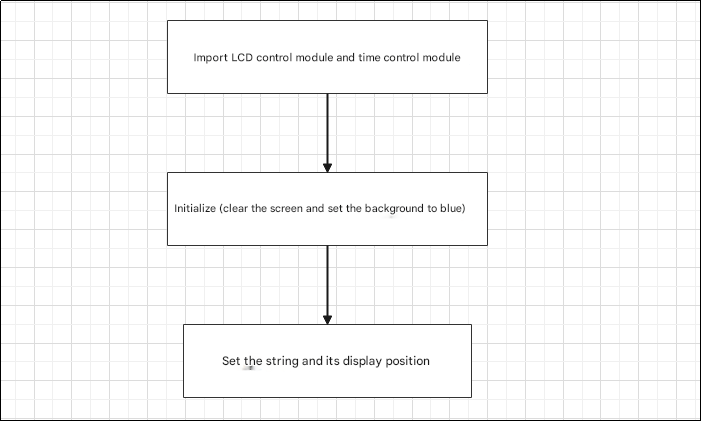 Import LCD control module and time control module
Initialize (clear the screen and set the background to blue)
Set the string and its display position